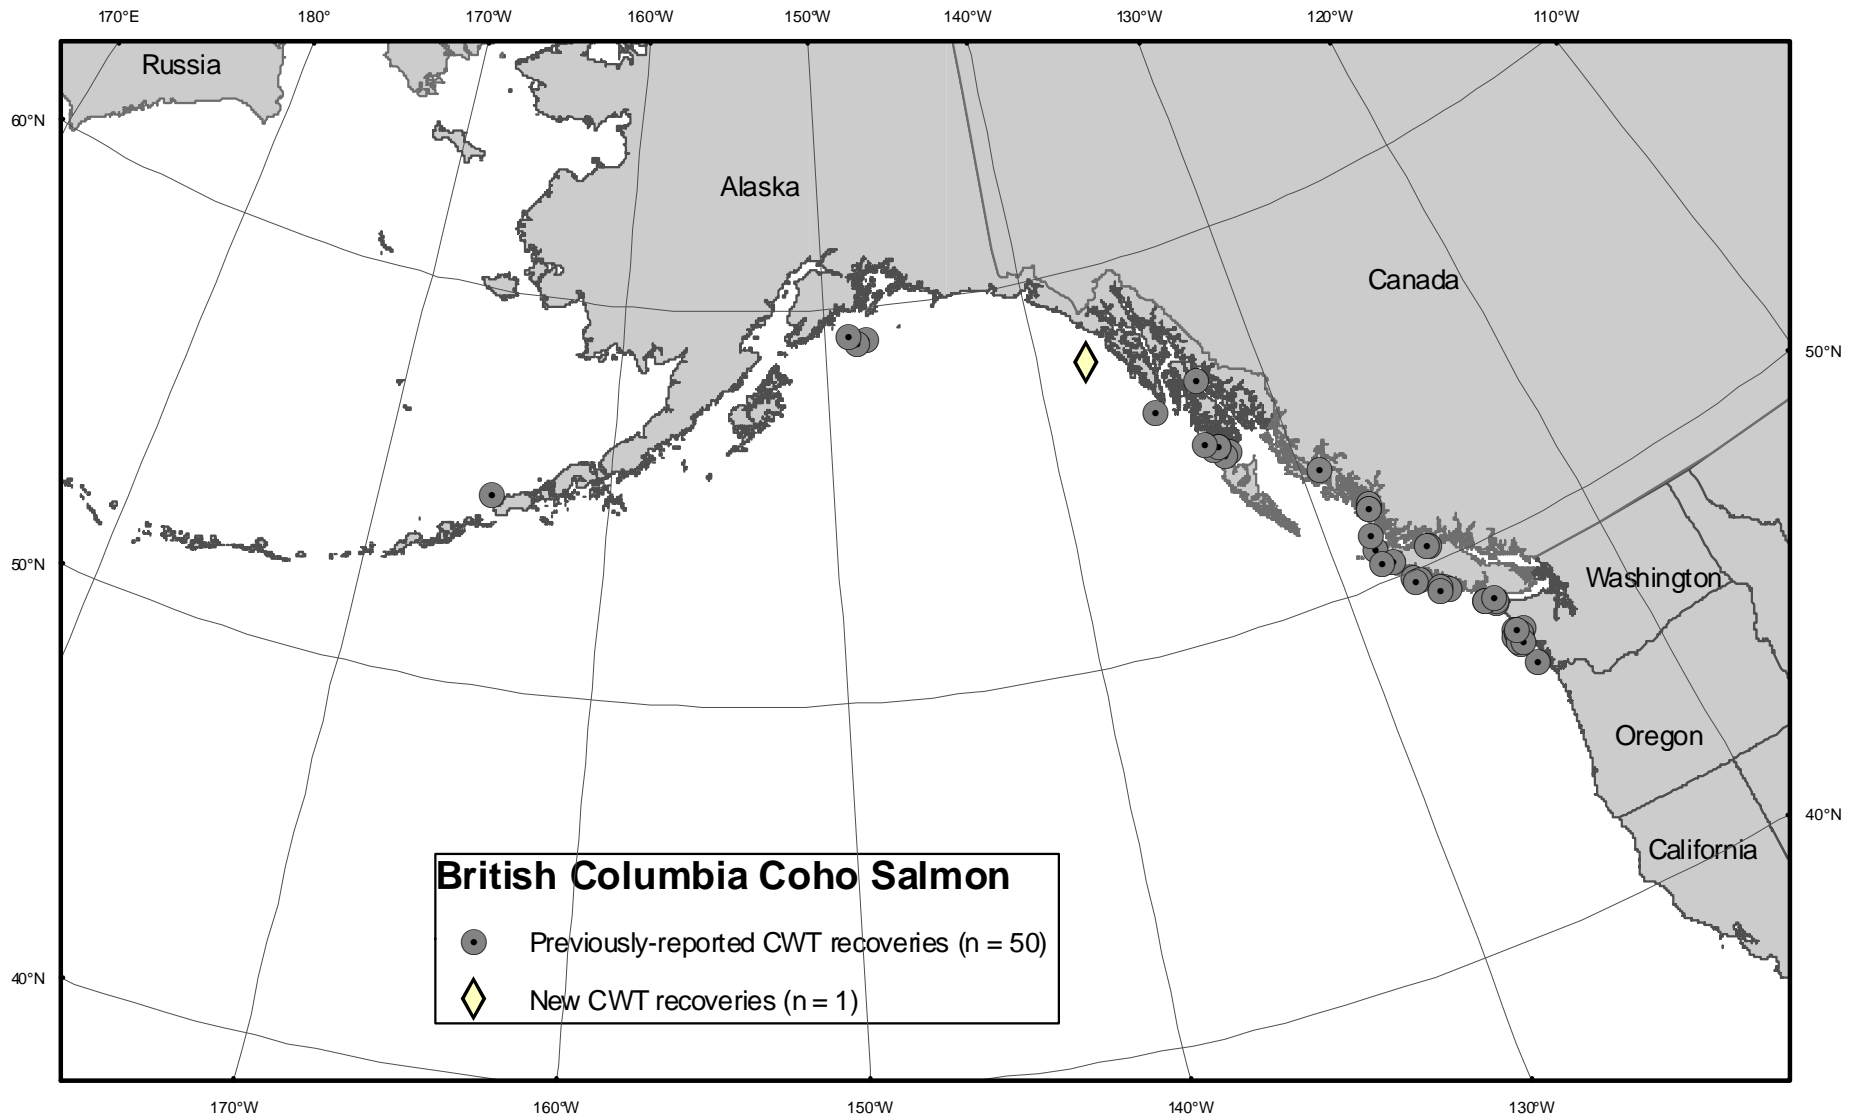 170°E 180° 170°W 160°W 150°W 140°W 130°W 120°W 110°W
Russia
60°N
Alaska
Canada
50°N
50°N
Washington
Oregon
40°N
California
British Columbia Coho Salmon
Previously-reported CWT recoveries (n = 50)
40°N
New CWT recoveries (n = 1)
170°W 160°W 150°W 140°W 130°W